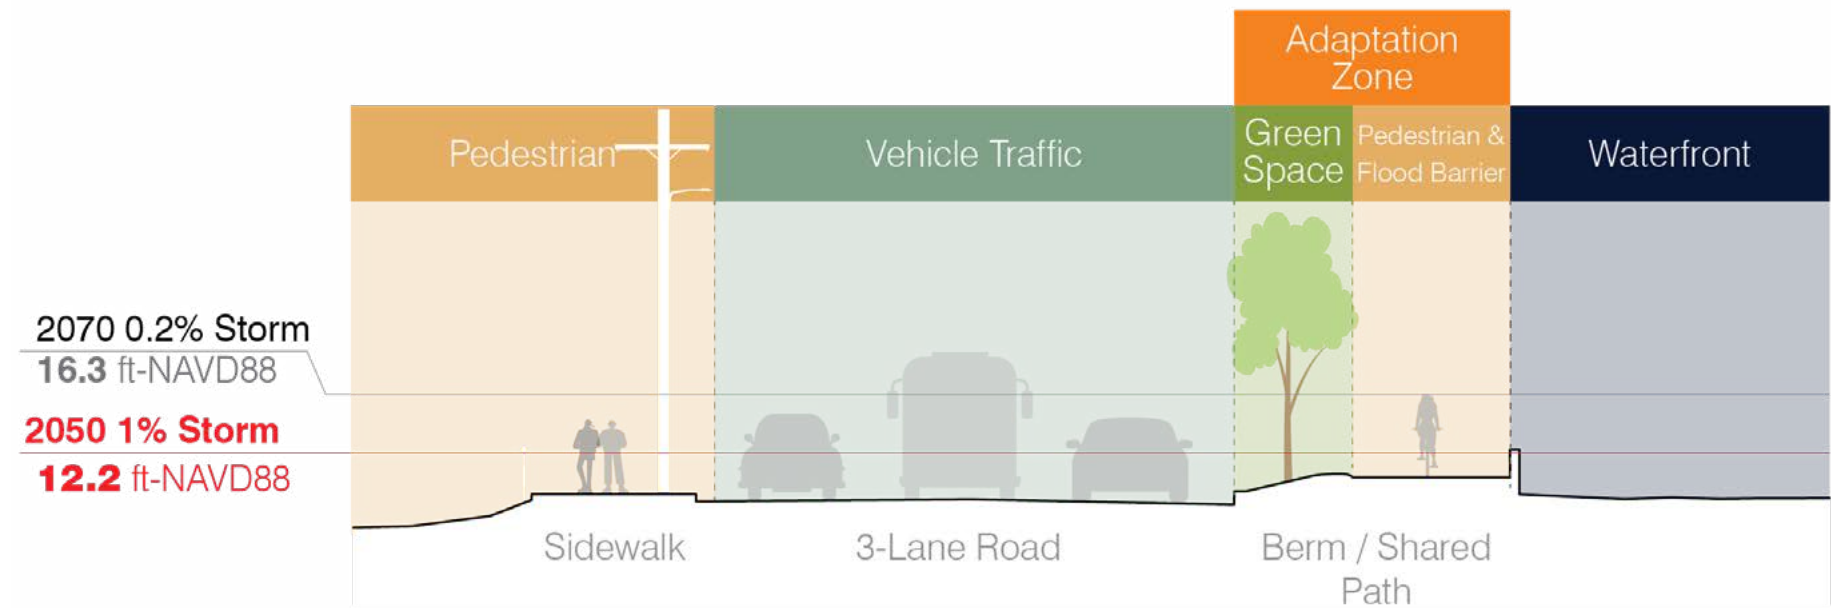 Adaptation
Zone
Pedestrian
Vehicle Traffic
Green
Space
Pedestrian &
Flood Barrier
Waterfront
2070 0.2% Storm
16.3 ft-NAVD88
2050 1% Storm
12.2 ft-NAVD88
Sidewalk
3-Lane Road
Berm / Shared
Path